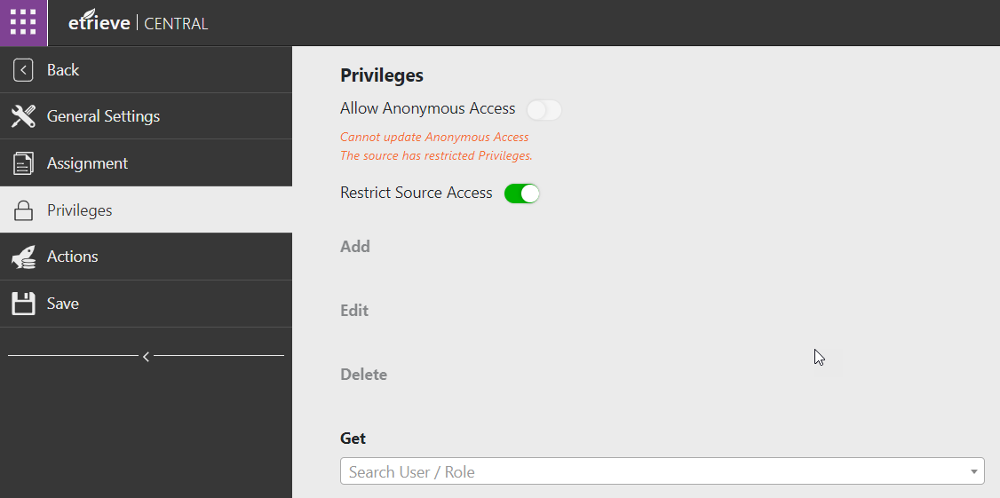 etrieve | CENTRAL
Back
General Settings
Assignment
Privileges
Actions
Save
Privileges
Allow Anonymous Access
Cannot update Anonymous Access
The source has restricted Privileges.
Restrict Source Access
Add
Edit
Delete
Get
Search User / Role